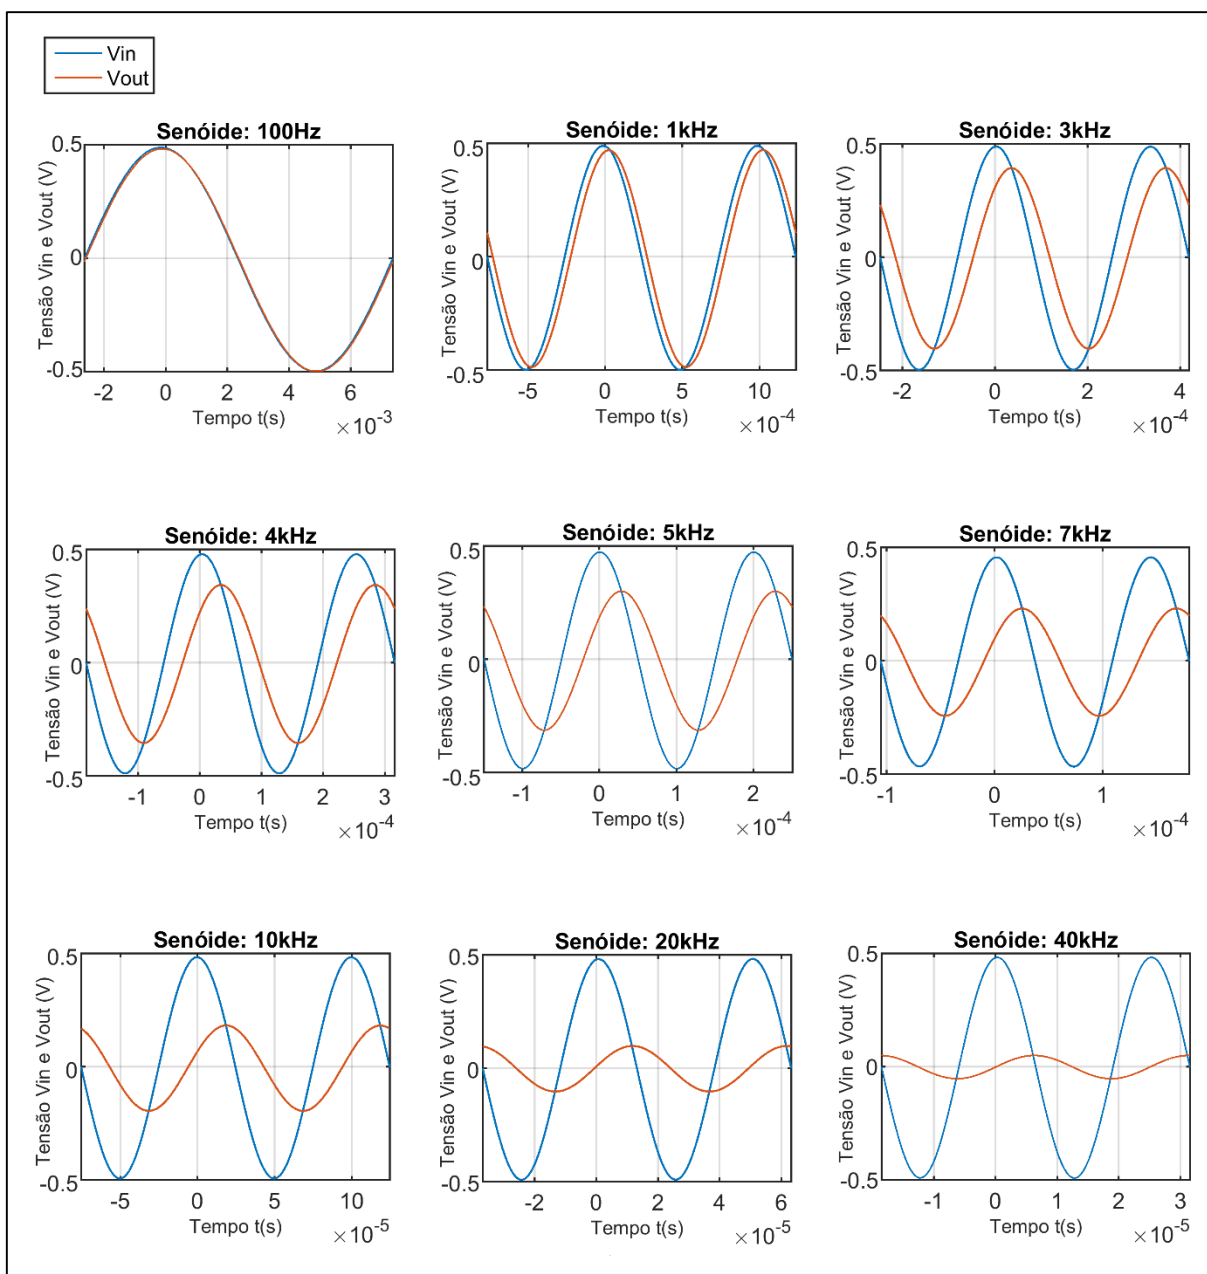 Vin
Vout
Senóide: 100Hz
Tensão Vin e Vout (V)
0.5
0
-0.5
-2 0 2 4 6
Tempo t(s)
×10-3
Senóide: 1kHz
Tensão Vin e Vout (V)
0.5
0
-0.5
-5 0 5 10
Tempo t(s)
×10-4
Senóide: 3kHz
Tensão Vin e Vout (V)
0.5
0
-0.5
-2 0 2 4
Tempo t(s)
×10-4
Senóide: 4kHz
Tensão Vin e Vout (V)
0.5
0
-0.5
-1 0 1 2 3
Tempo t(s)
×10-4
Senóide: 5kHz
Tensão Vin e Vout (V)
0.5
0
-0.5
-1 0 1 2
Tempo t(s)
×10-4
Senóide: 7kHz
Tensão Vin e Vout (V)
0.5
0
-0.5
-1 0 1
Tempo t(s)
×10-4
Senóide: 10kHz
Tensão Vin e Vout (V)
0.5
0
-0.5
-5 0 5 10
Tempo t(s)
×10-5
Senóide: 20kHz
Tensão Vin e Vout (V)
0.5
0
-0.5
-2 0 2 4 6
Tempo t(s)
×10-5
Senóide: 40kHz
Tensão Vin e Vout (V)
0.5
0
-0.5
-1 0 1 2 3
Tempo t(s)
×10-5